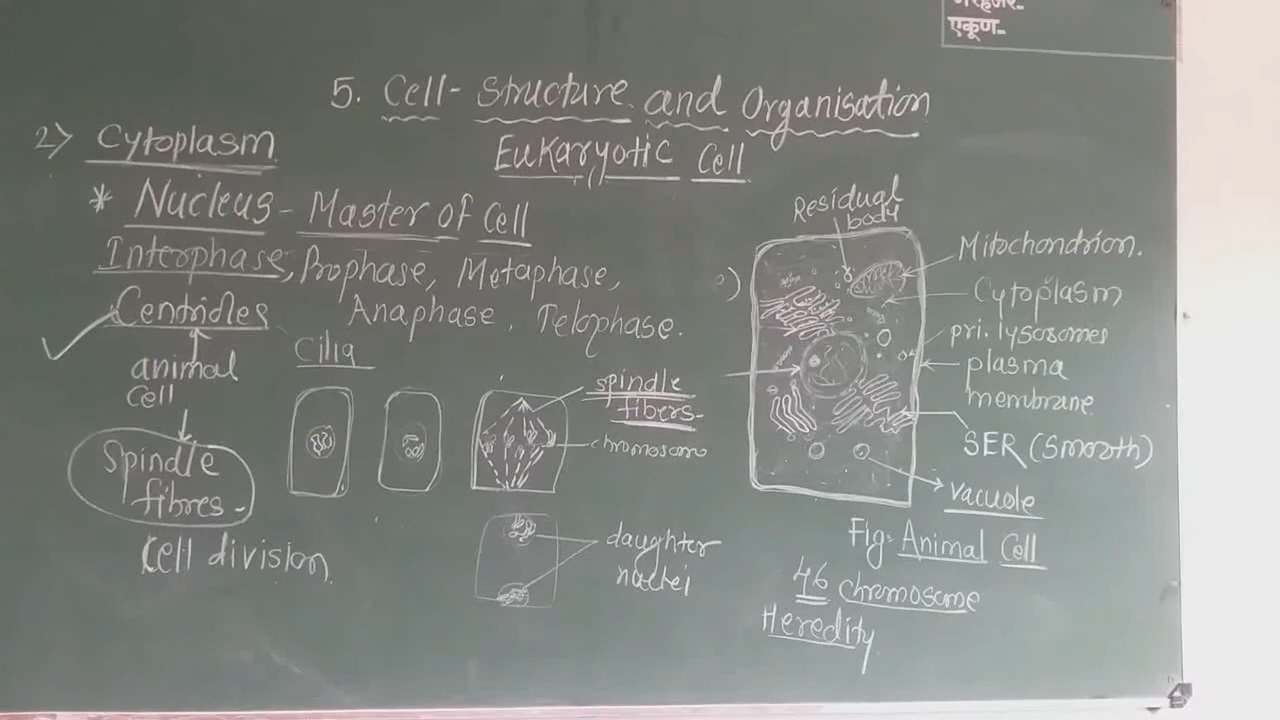 एकूण-
5. Cell- Structure and Organisation
Eukaryotic Cell
2) Cytoplasm
* Nucleus - Master of Cell
Interphase, Prophase, Metaphase,
Anaphase, Telophase.
Centrioles
animal
cell
Spindle
fibres -
Cell division
Cilia
spindle
fibers-
chromosome
daughter
nuclei
Residual
body
Mitochondrion.
Cytoplasm
pri. lysosomes
plasma
membrane
SER (Smooth)
Vacuole
Fig: Animal Cell
46 chromosome
Heredity